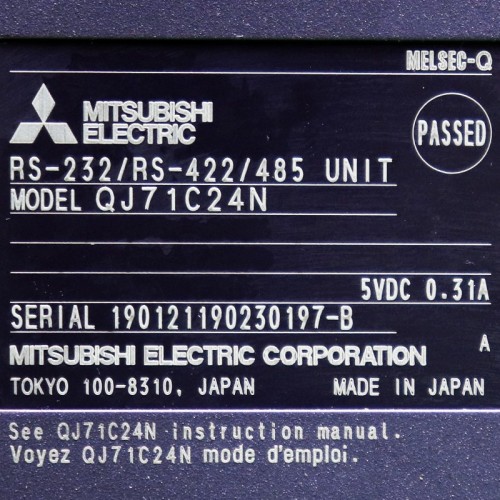 MELSEC-Q
MITSUBISHI
ELECTRIC
PASSED
RS-232/RS-422/485 UNIT
MODEL QJ71C24N
5VDC 0.31A
SERIAL 190121190230197-B
MITSUBISHI ELECTRIC CORPORATION A
TOKYO 100-8310, JAPAN MADE IN JAPAN
See QJ71C24N instruction manual.
Voyez QJ71C24N mode d'emploi.